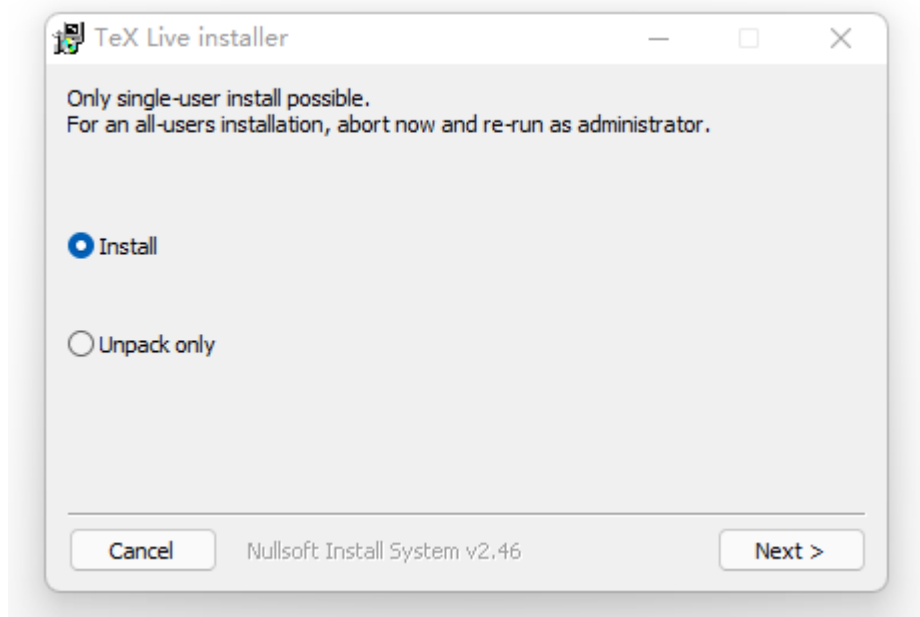 TeX Live installer
Only single-user install possible.
For an all-users installation, abort now and re-run as administrator.
Install
Unpack only
Cancel
Nullsoft Install System v2.46
Next >